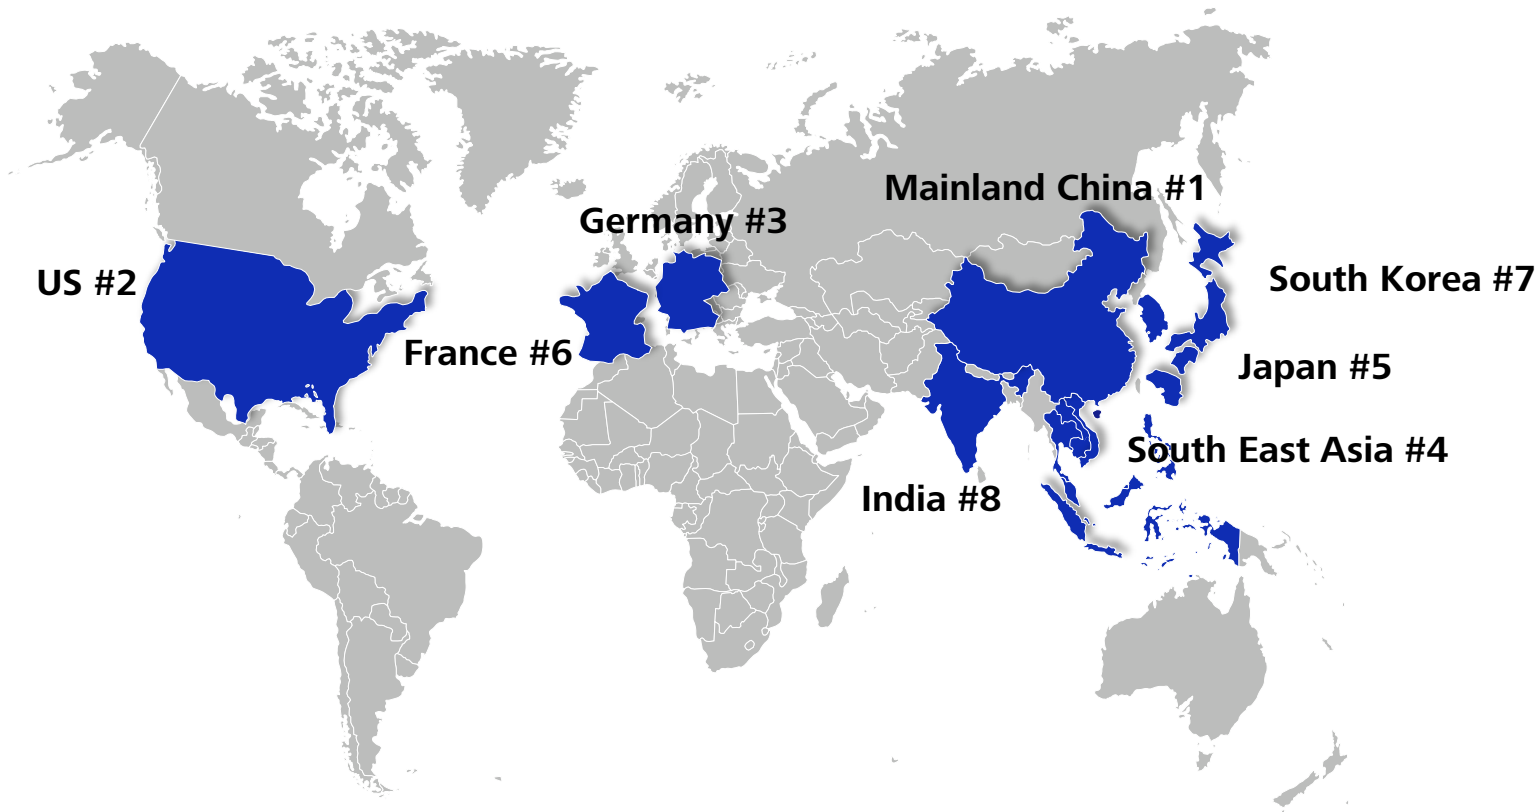 Mainland China #1
Germany #3
US #2
South Korea #7
France #6
Japan #5
South East Asia #4
India #8